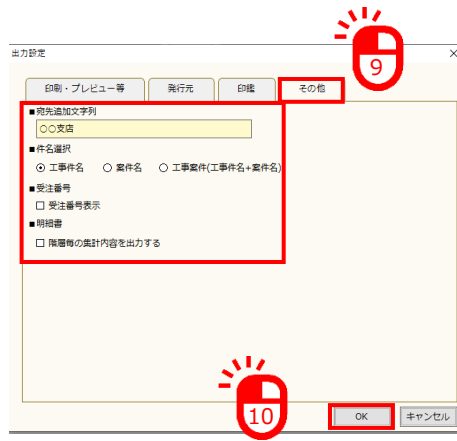 9
出力設定
印刷・プレビュー等 発行元 印鑑 その他
■宛先追加文字列
○○支店
■件名選択
工事件名 案件名 工事案件(工事件名+案件名)
■受注番号
受注番号表示
■明細書
階層毎の集計内容を出力する
10
OK キャンセル